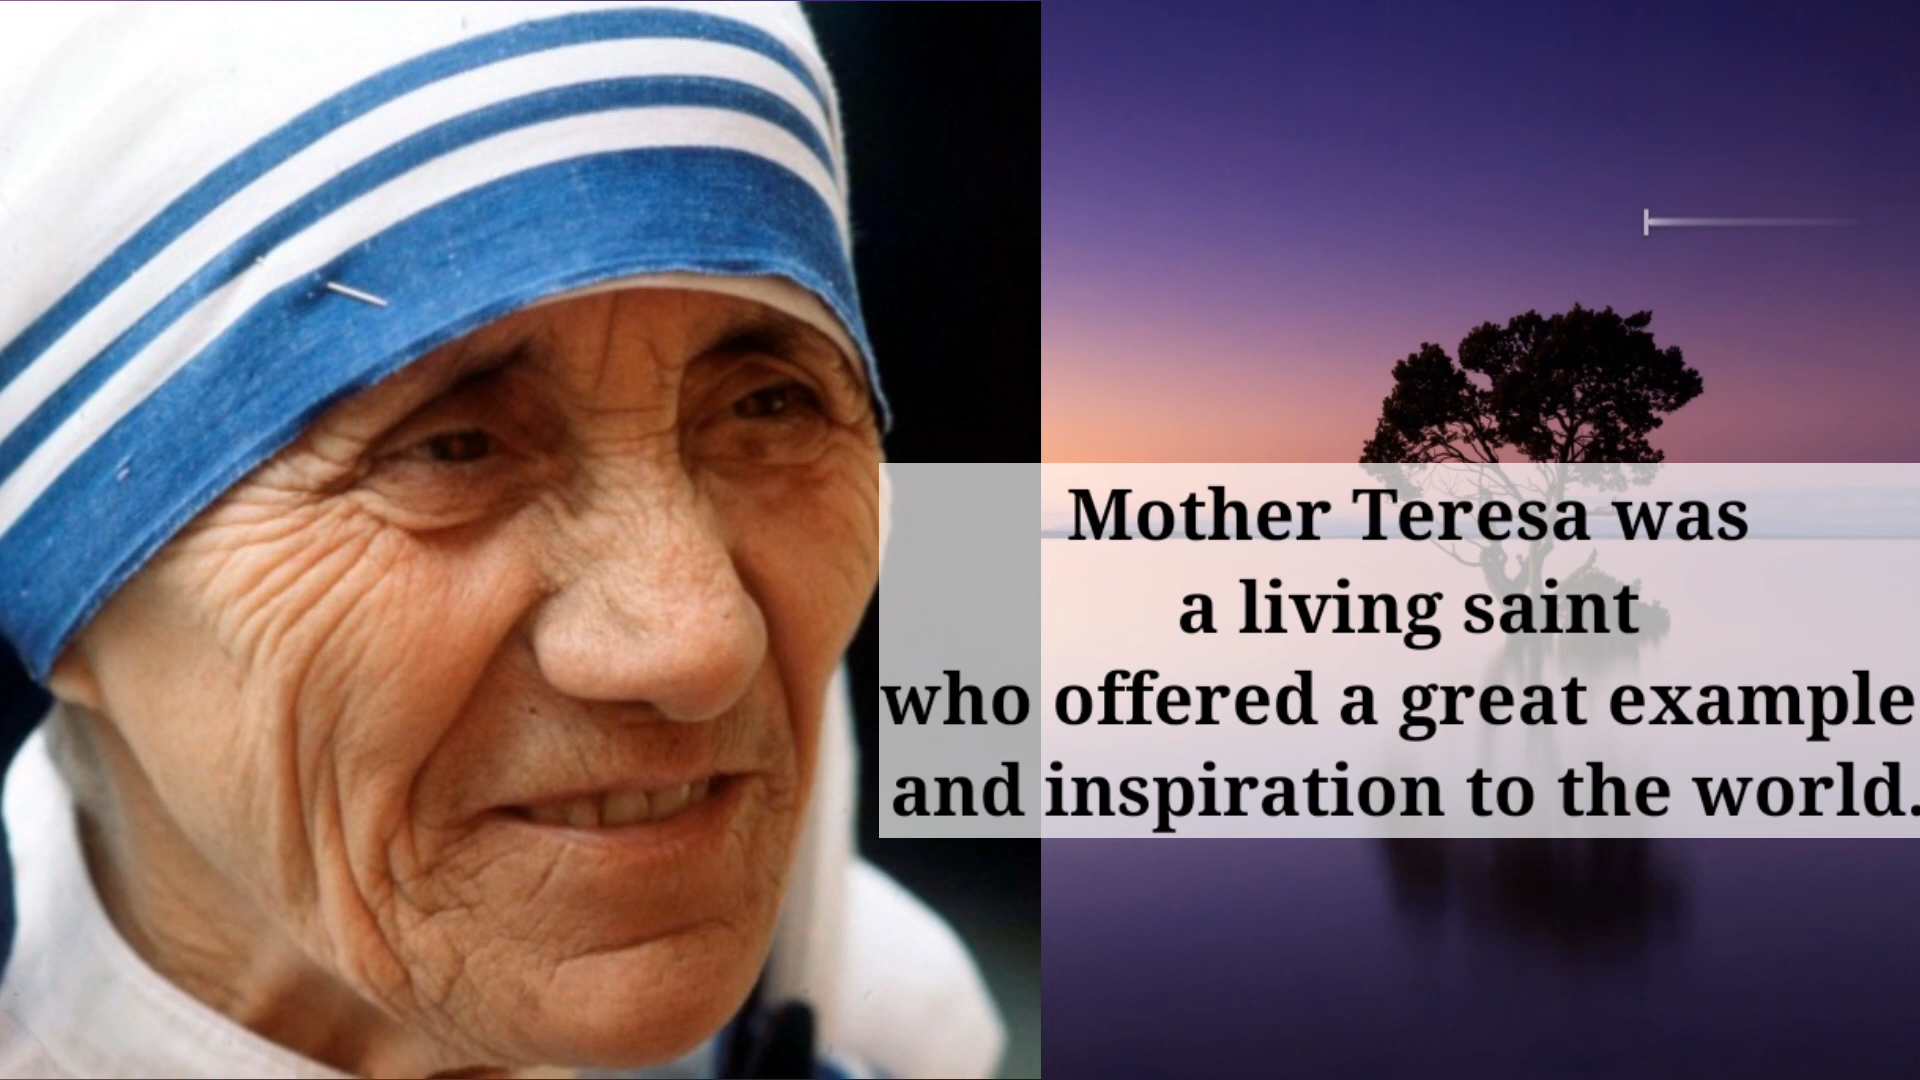 Mother Teresa was
a living saint
who offered a great example
and inspiration to the world.